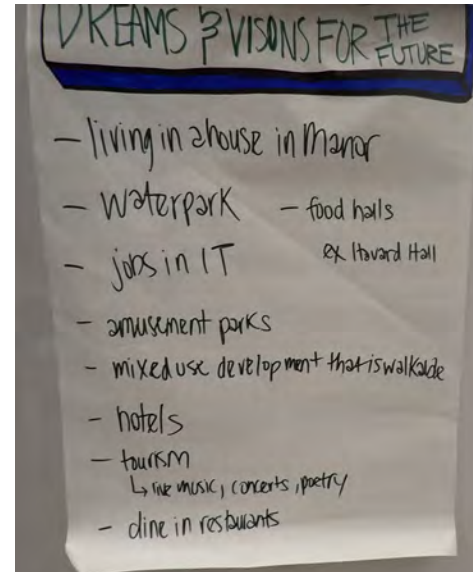 DREAMS & VISONS FOR THE FUTURE
- living in a house in Manor
- waterpark
- food halls
ex Havard Hall
- jobs in IT
- amusement parks
- mixed use development that is walkable
- hotels
- tourism
↳ live music, concerts, poetry
- dine in restaurants